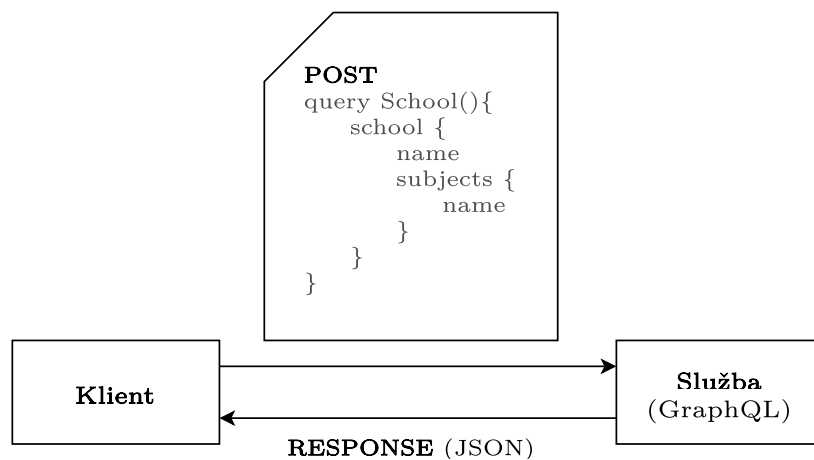 POST
query School(){
school {
name
subjects {
name
}
}
}
Klient
Služba
(GraphQL)
RESPONSE (JSON)